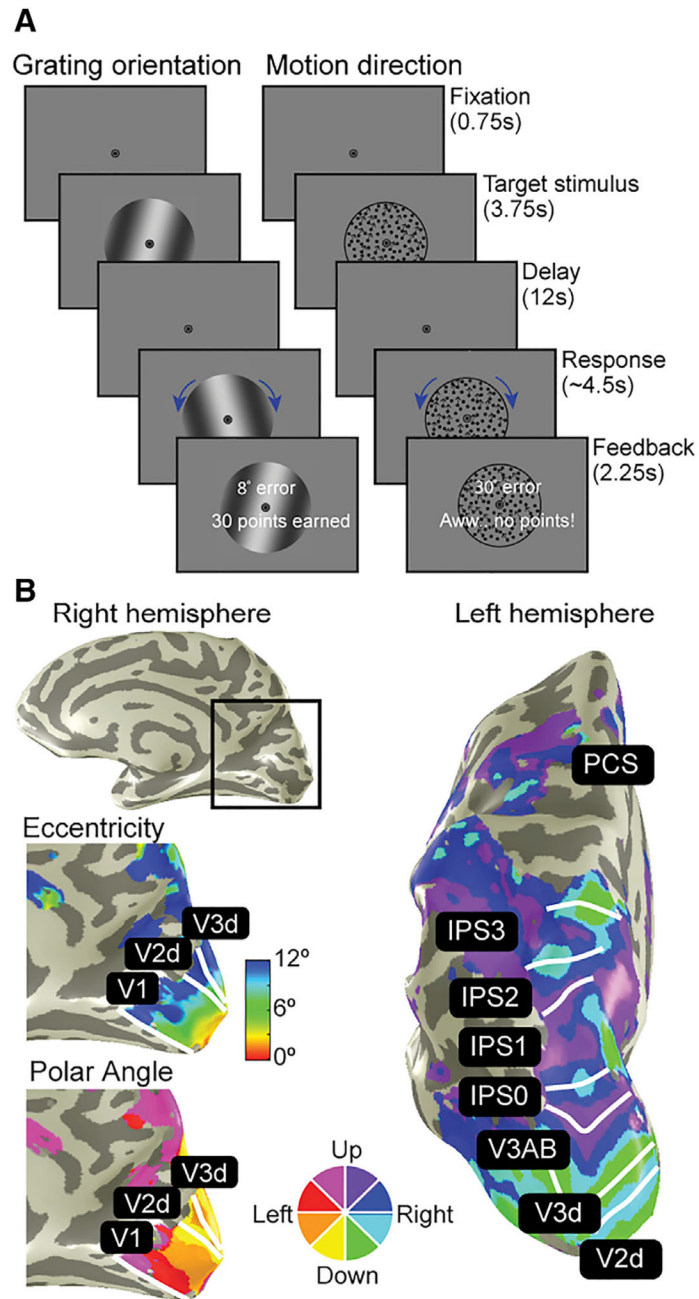 A
Grating orientation
Motion direction
Fixation
(0.75s)
Target stimulus
(3.75s)
Delay
(12s)
Response
(~4.5s)
Feedback
(2.25s)
8° error
30 points earned
30° error
Aww.. no points!
B
Right hemisphere
Left hemisphere
Eccentricity
V3d
V2d
V1
12º
6º
0º
Polar Angle
V3d
V2d
V1
Up
Left
Right
Down
PCS
IPS3
IPS2
IPS1
IPS0
V3AB
V3d
V2d